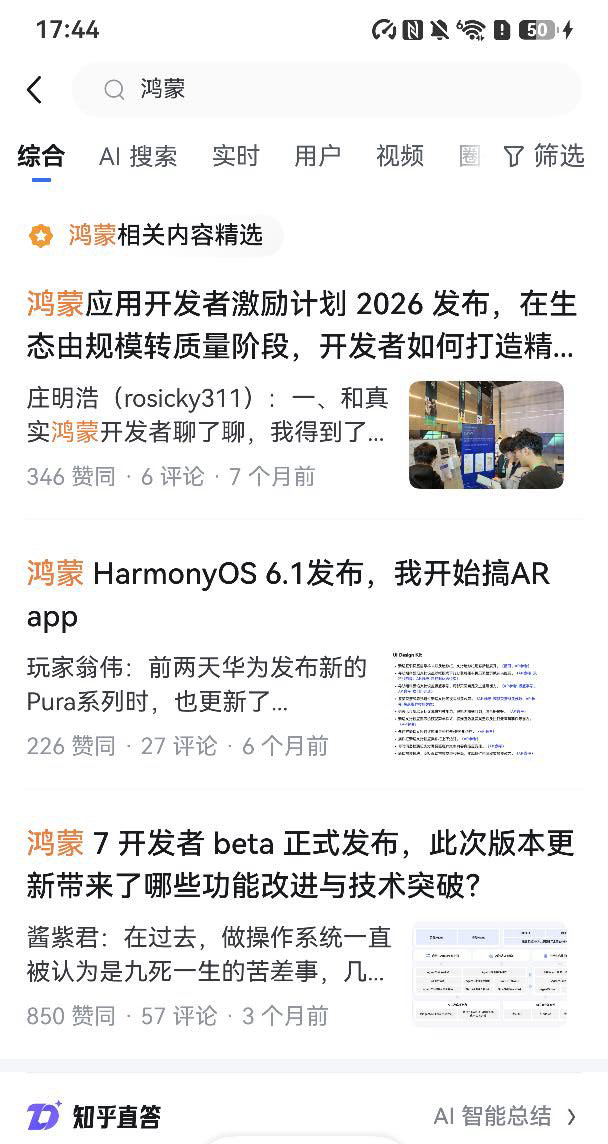 17:44
6
50
鸿蒙
综合 AI 搜索 实时 用户 视频 圈 筛选
鸿蒙相关内容精选
鸿蒙应用开发者激励计划 2026 发布，在生
态由规模转质量阶段，开发者如何打造精...
庄明浩（rosicky311）：一、和真
实鸿蒙开发者聊了聊，我得到了...
346 赞同 · 6 评论 · 7 个月前
鸿蒙 HarmonyOS 6.1发布，我开始搞AR
app
玩家翁伟：前两天华为发布新的
Pura系列时，也更新了...
226 赞同 · 27 评论 · 6 个月前
UI Design Kit
鸿蒙 7 开发者 beta 正式发布，此次版本更
新带来了哪些功能改进与技术突破？
酱紫君：在过去，做操作系统一直
被认为是九死一生的苦差事，几...
850 赞同 · 57 评论 · 3 个月前
知乎直答
AI 智能总结